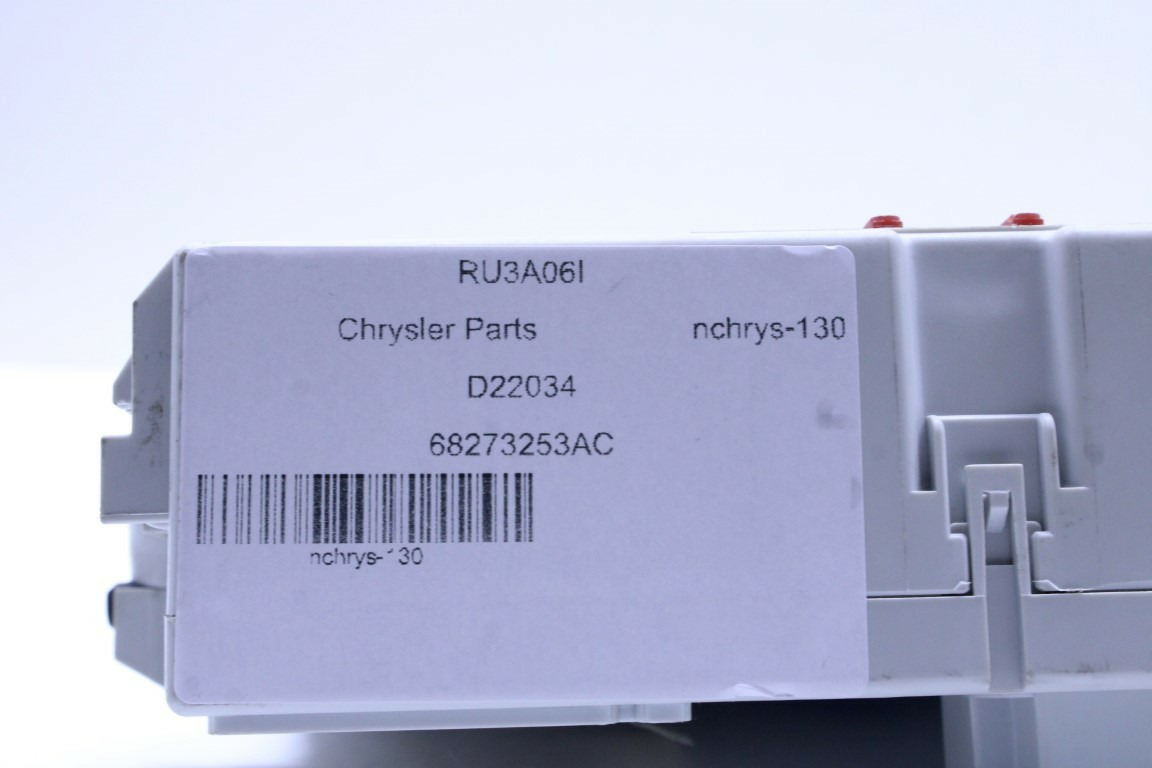 RU3A06I
Chrysler Parts nchrys-130
D22034
68273253AC
nchrys-130